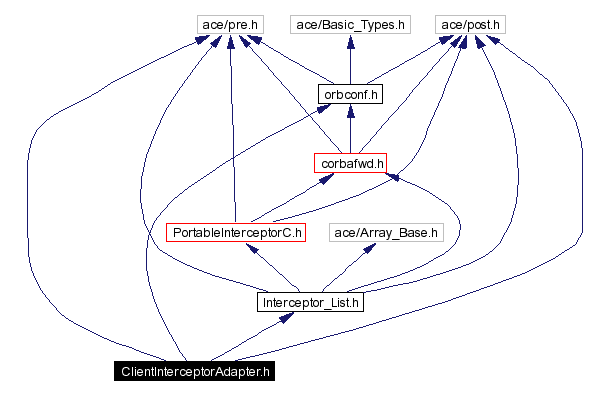 ace/pre.h
ace/Basic_Types.h
ace/post.h
orbconf.h
corbafwd.h
PortableInterceptorC.h
ace/Array_Base.h
Interceptor_List.h
ClientInterceptorAdapter.h